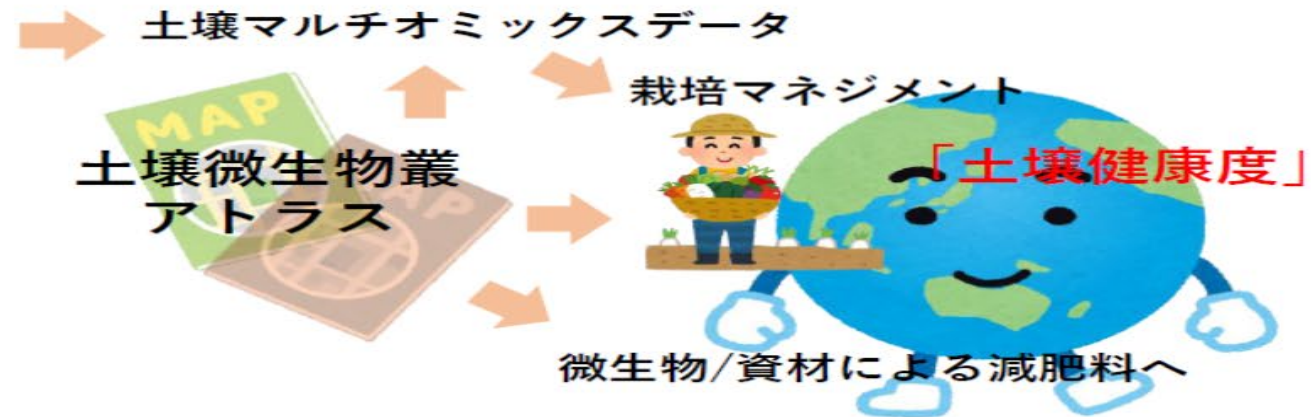 土壌マルチオミックスデータ
栽培マネジメント
MAP
MAP
土壌微生物叢
アトラス
「土壌健康度」
微生物/資材による減肥料へ